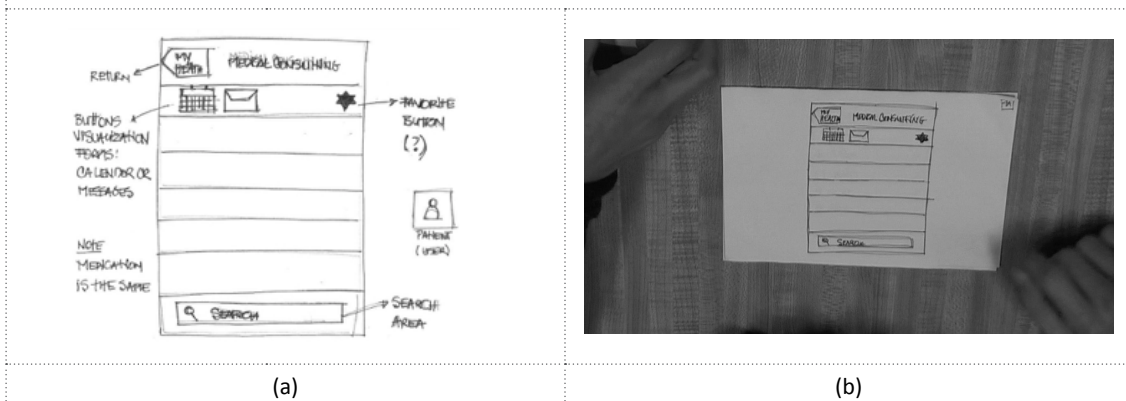 MY
HEALTH
MEDICAL CONSULTING
RETURN
BUTTONS
VISUALIZATION
FORMS:
CALENDOR OR
MESSAGES
FAVORITE
BUTTON
(?)
PATIENT
(USER)
NOTE
MEDICATION
IS THE SAME
SEARCH
SEARCH
AREA
(a)
MY
HEALTH
MEDICAL CONSULTING
SEARCH
(b)